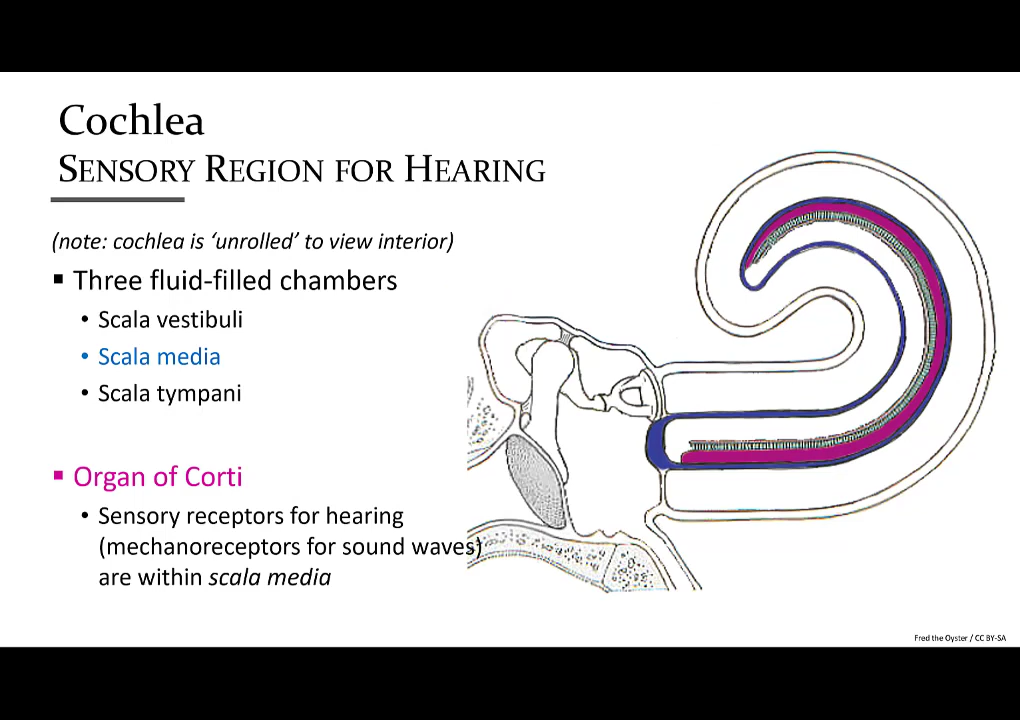 Cochlea
SENSORY REGION FOR HEARING
(note: cochlea is ‘unrolled’ to view interior)
▪ Three fluid-filled chambers
• Scala vestibuli
• Scala media
• Scala tympani
▪ Organ of Corti
• Sensory receptors for hearing
(mechanoreceptors for sound waves)
are within scala media
Fred the Oyster / CC BY-SA